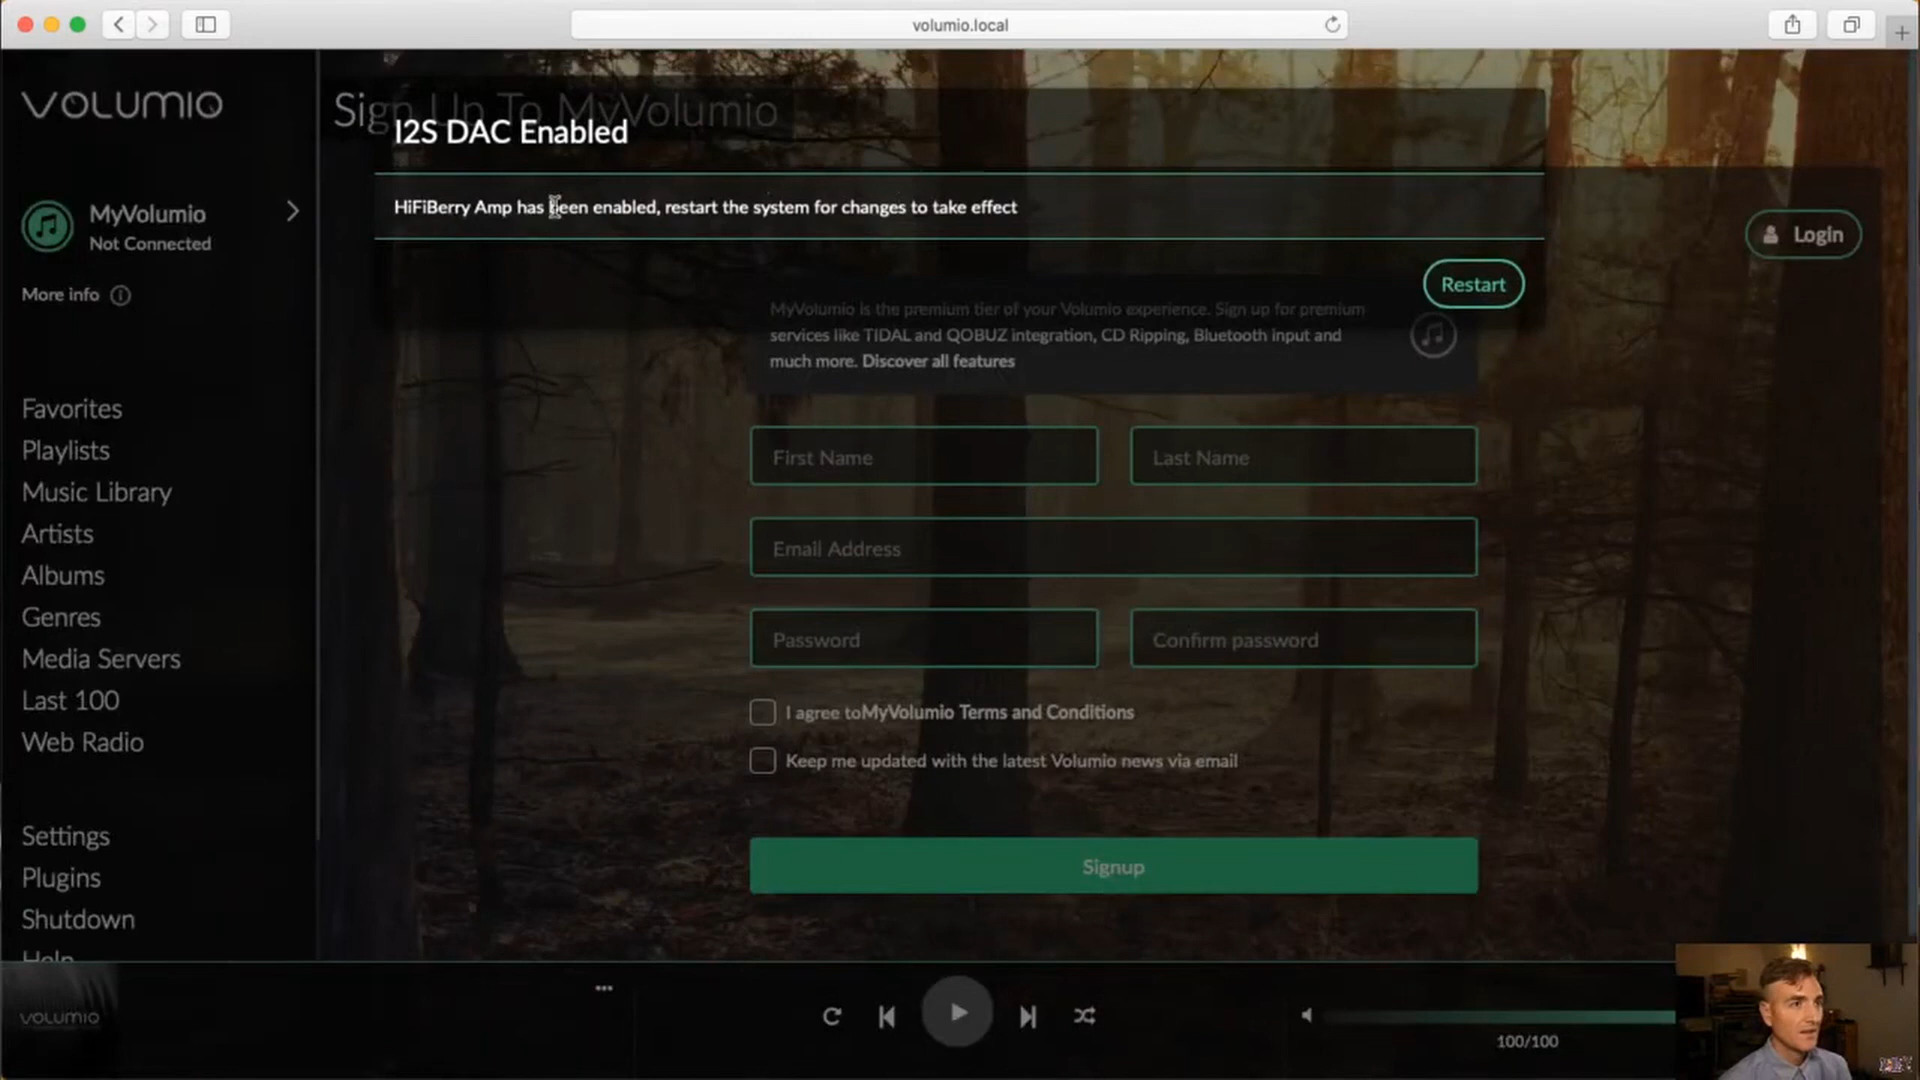 volumio.local
VOLUMIO
Sign Up To MyVolumio
I2S DAC Enabled
HiFiBerry Amp has been enabled, restart the system for changes to take effect
MyVolumio
Not Connected
More info
Login
Restart
MyVolumio is the premium tier of your Volumio experience. Sign up for premium
services like TIDAL and QOBUZ integration, CD Ripping, Bluetooth input and
much more. Discover all features
Favorites
Playlists
Music Library
Artists
Albums
Genres
Media Servers
Last 100
Web Radio
Settings
Plugins
Shutdown
Help
First Name
Last Name
Email Address
Password
Confirm password
I agree toMyVolumio Terms and Conditions
Keep me updated with the latest Volumio news via email
Signup
VOLUMIO
100/100